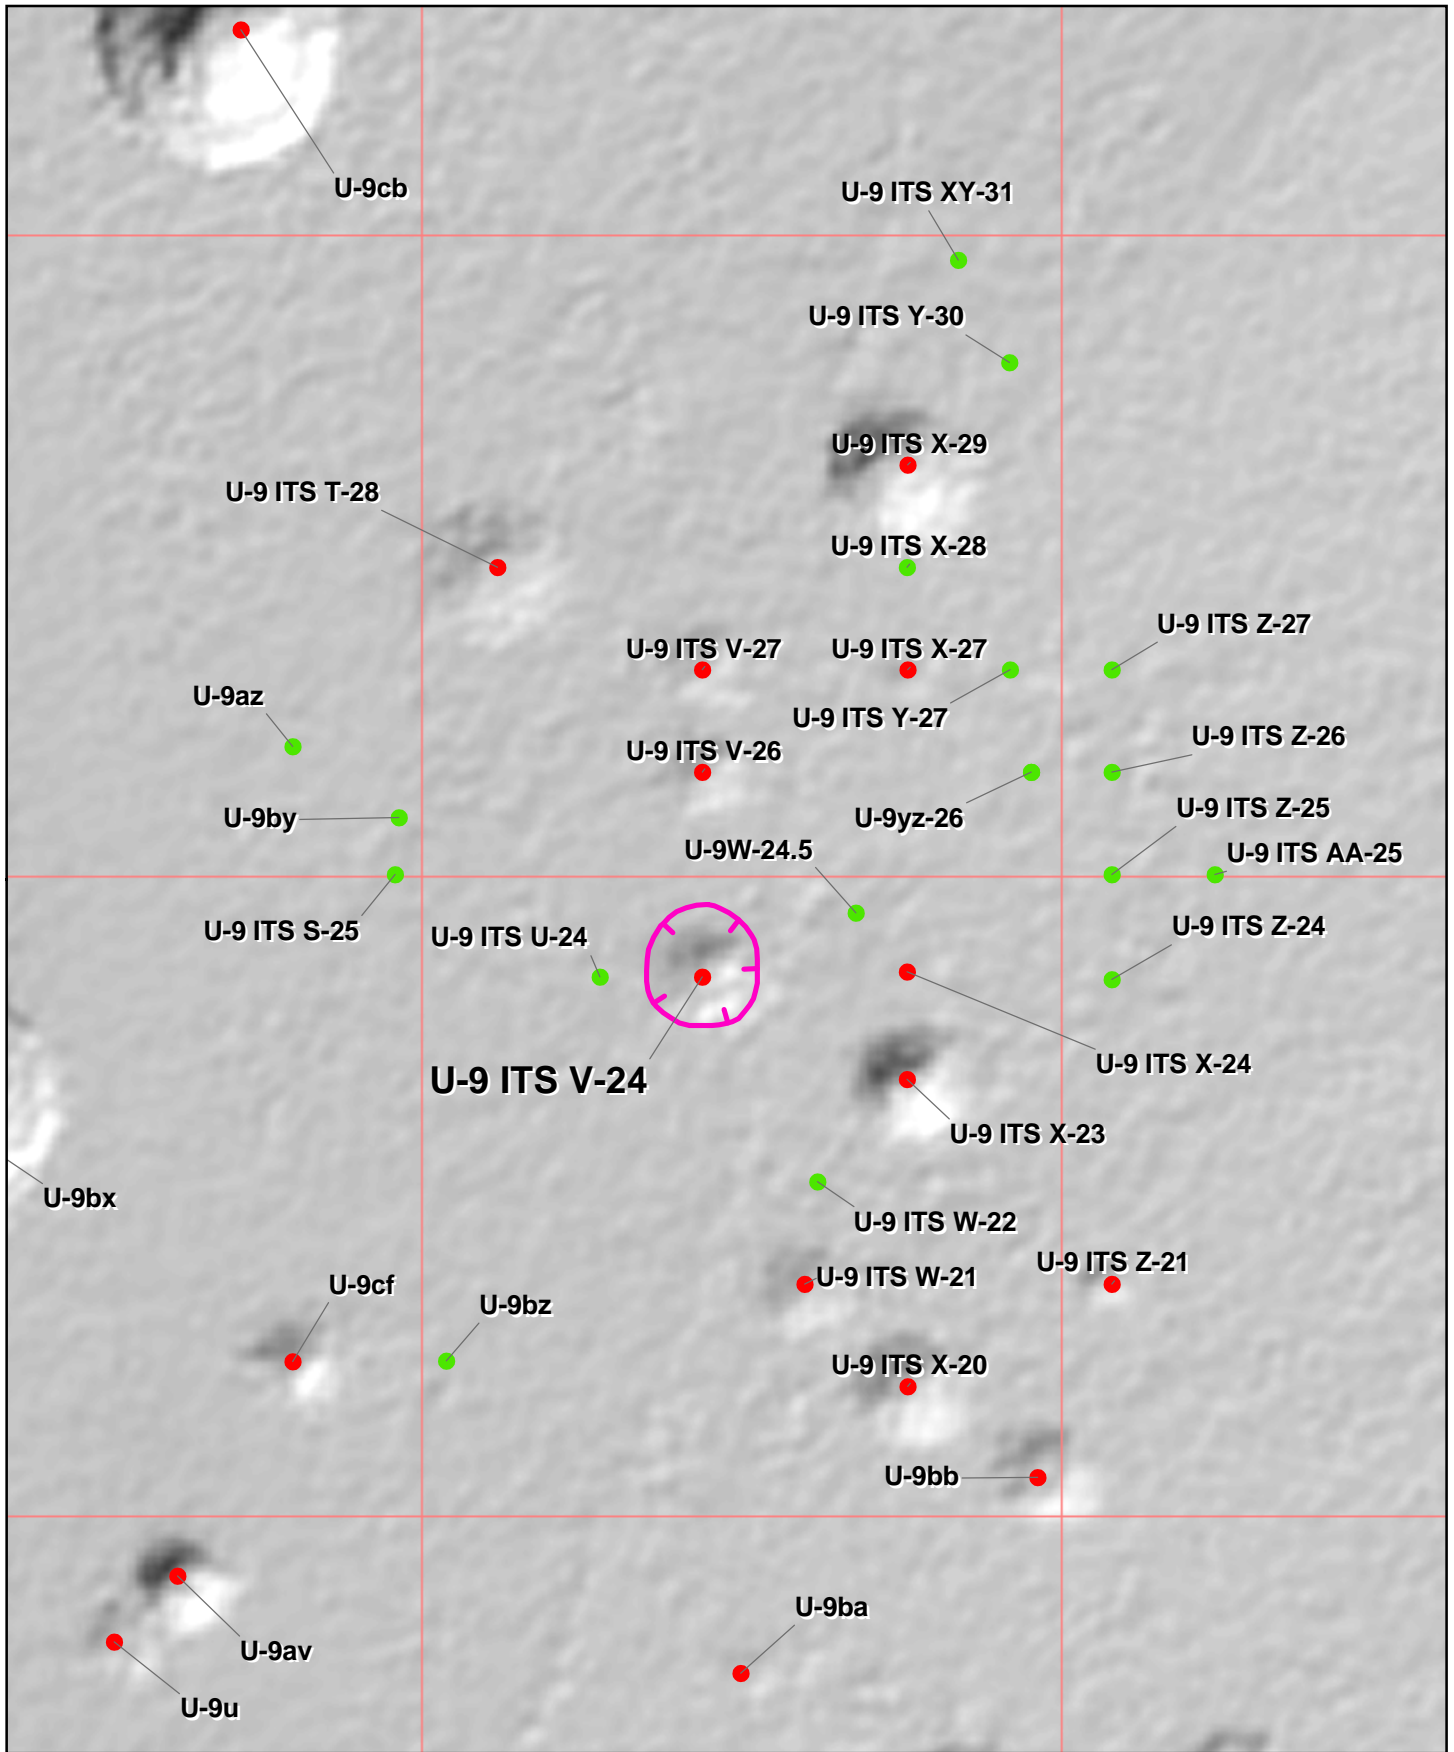 U-9cb
U-9 ITS XY-31
U-9 ITS Y-30
U-9 ITS X-29
U-9 ITS T-28
U-9 ITS X-28
U-9 ITS Z-27
U-9 ITS V-27
U-9 ITS X-27
U-9az
U-9 ITS Y-27
U-9 ITS Z-26
U-9 ITS V-26
U-9 ITS Z-25
U-9by
U-9yz-26
U-9W-24.5
U-9 ITS AA-25
U-9 ITS Z-24
U-9 ITS S-25
U-9 ITS U-24
U-9 ITS X-24
U-9 ITS V-24
U-9 ITS X-23
U-9bx
U-9 ITS W-22
U-9 ITS Z-21
U-9 ITS W-21
U-9cf
U-9bz
U-9 ITS X-20
U-9bb
U-9ba
U-9av
U-9u